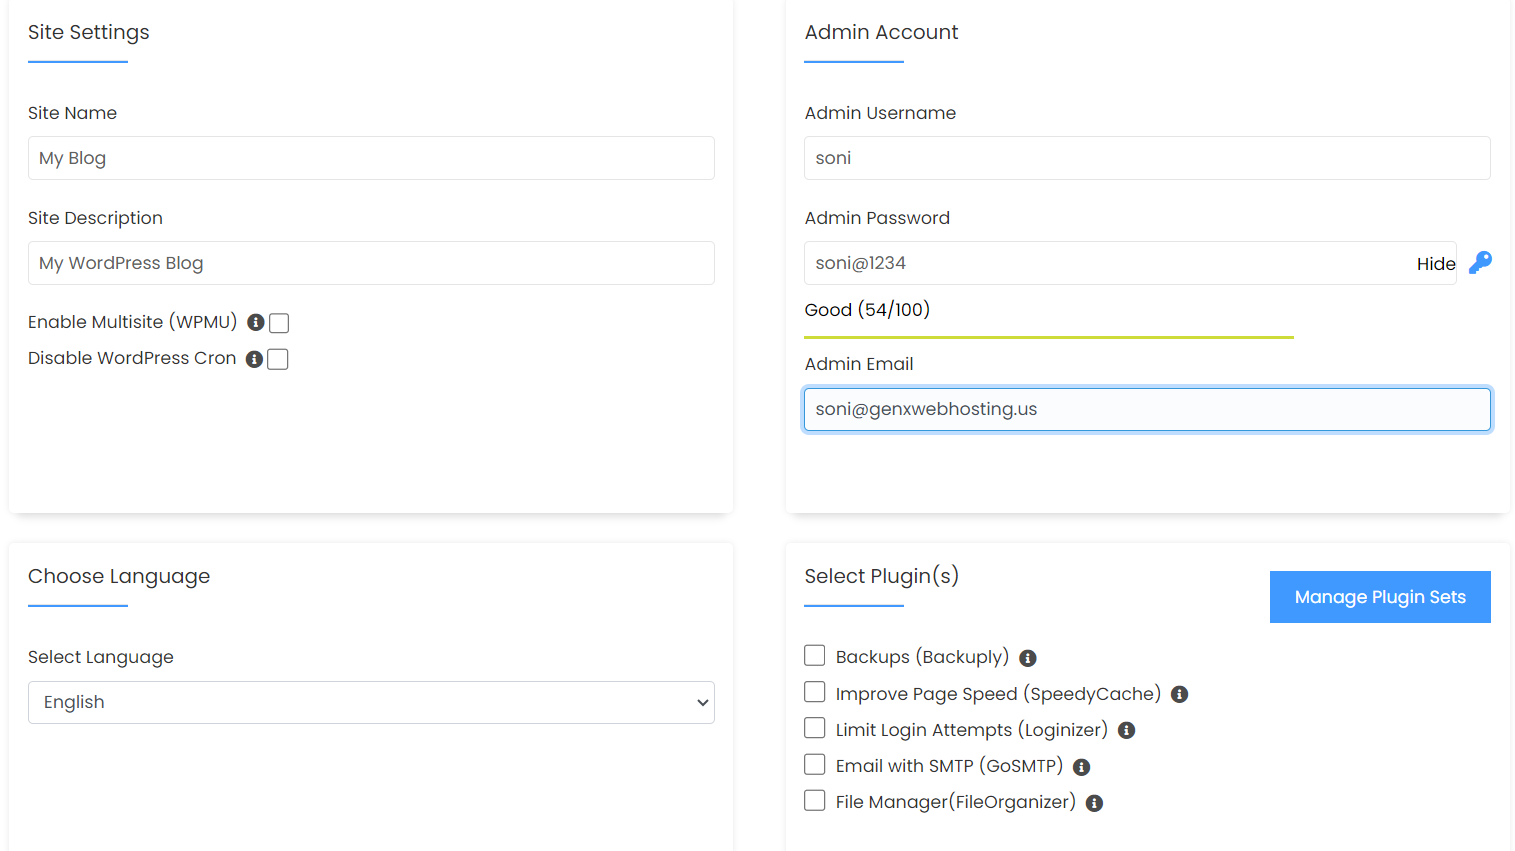 Site Settings
Site Name
My Blog
Site Description
My WordPress Blog
Enable Multisite (WPMU)
Disable WordPress Cron
Admin Account
Admin Username
soni
Admin Password
soni@1234 Hide
Good (54/100)
Admin Email
soni@genxwebhosting.us
Choose Language
Select Language
English
Select Plugin(s)
Manage Plugin Sets
Backups (Backuply)
Improve Page Speed (SpeedyCache)
Limit Login Attempts (Loginizer)
Email with SMTP (GoSMTP)
File Manager(FileOrganizer)